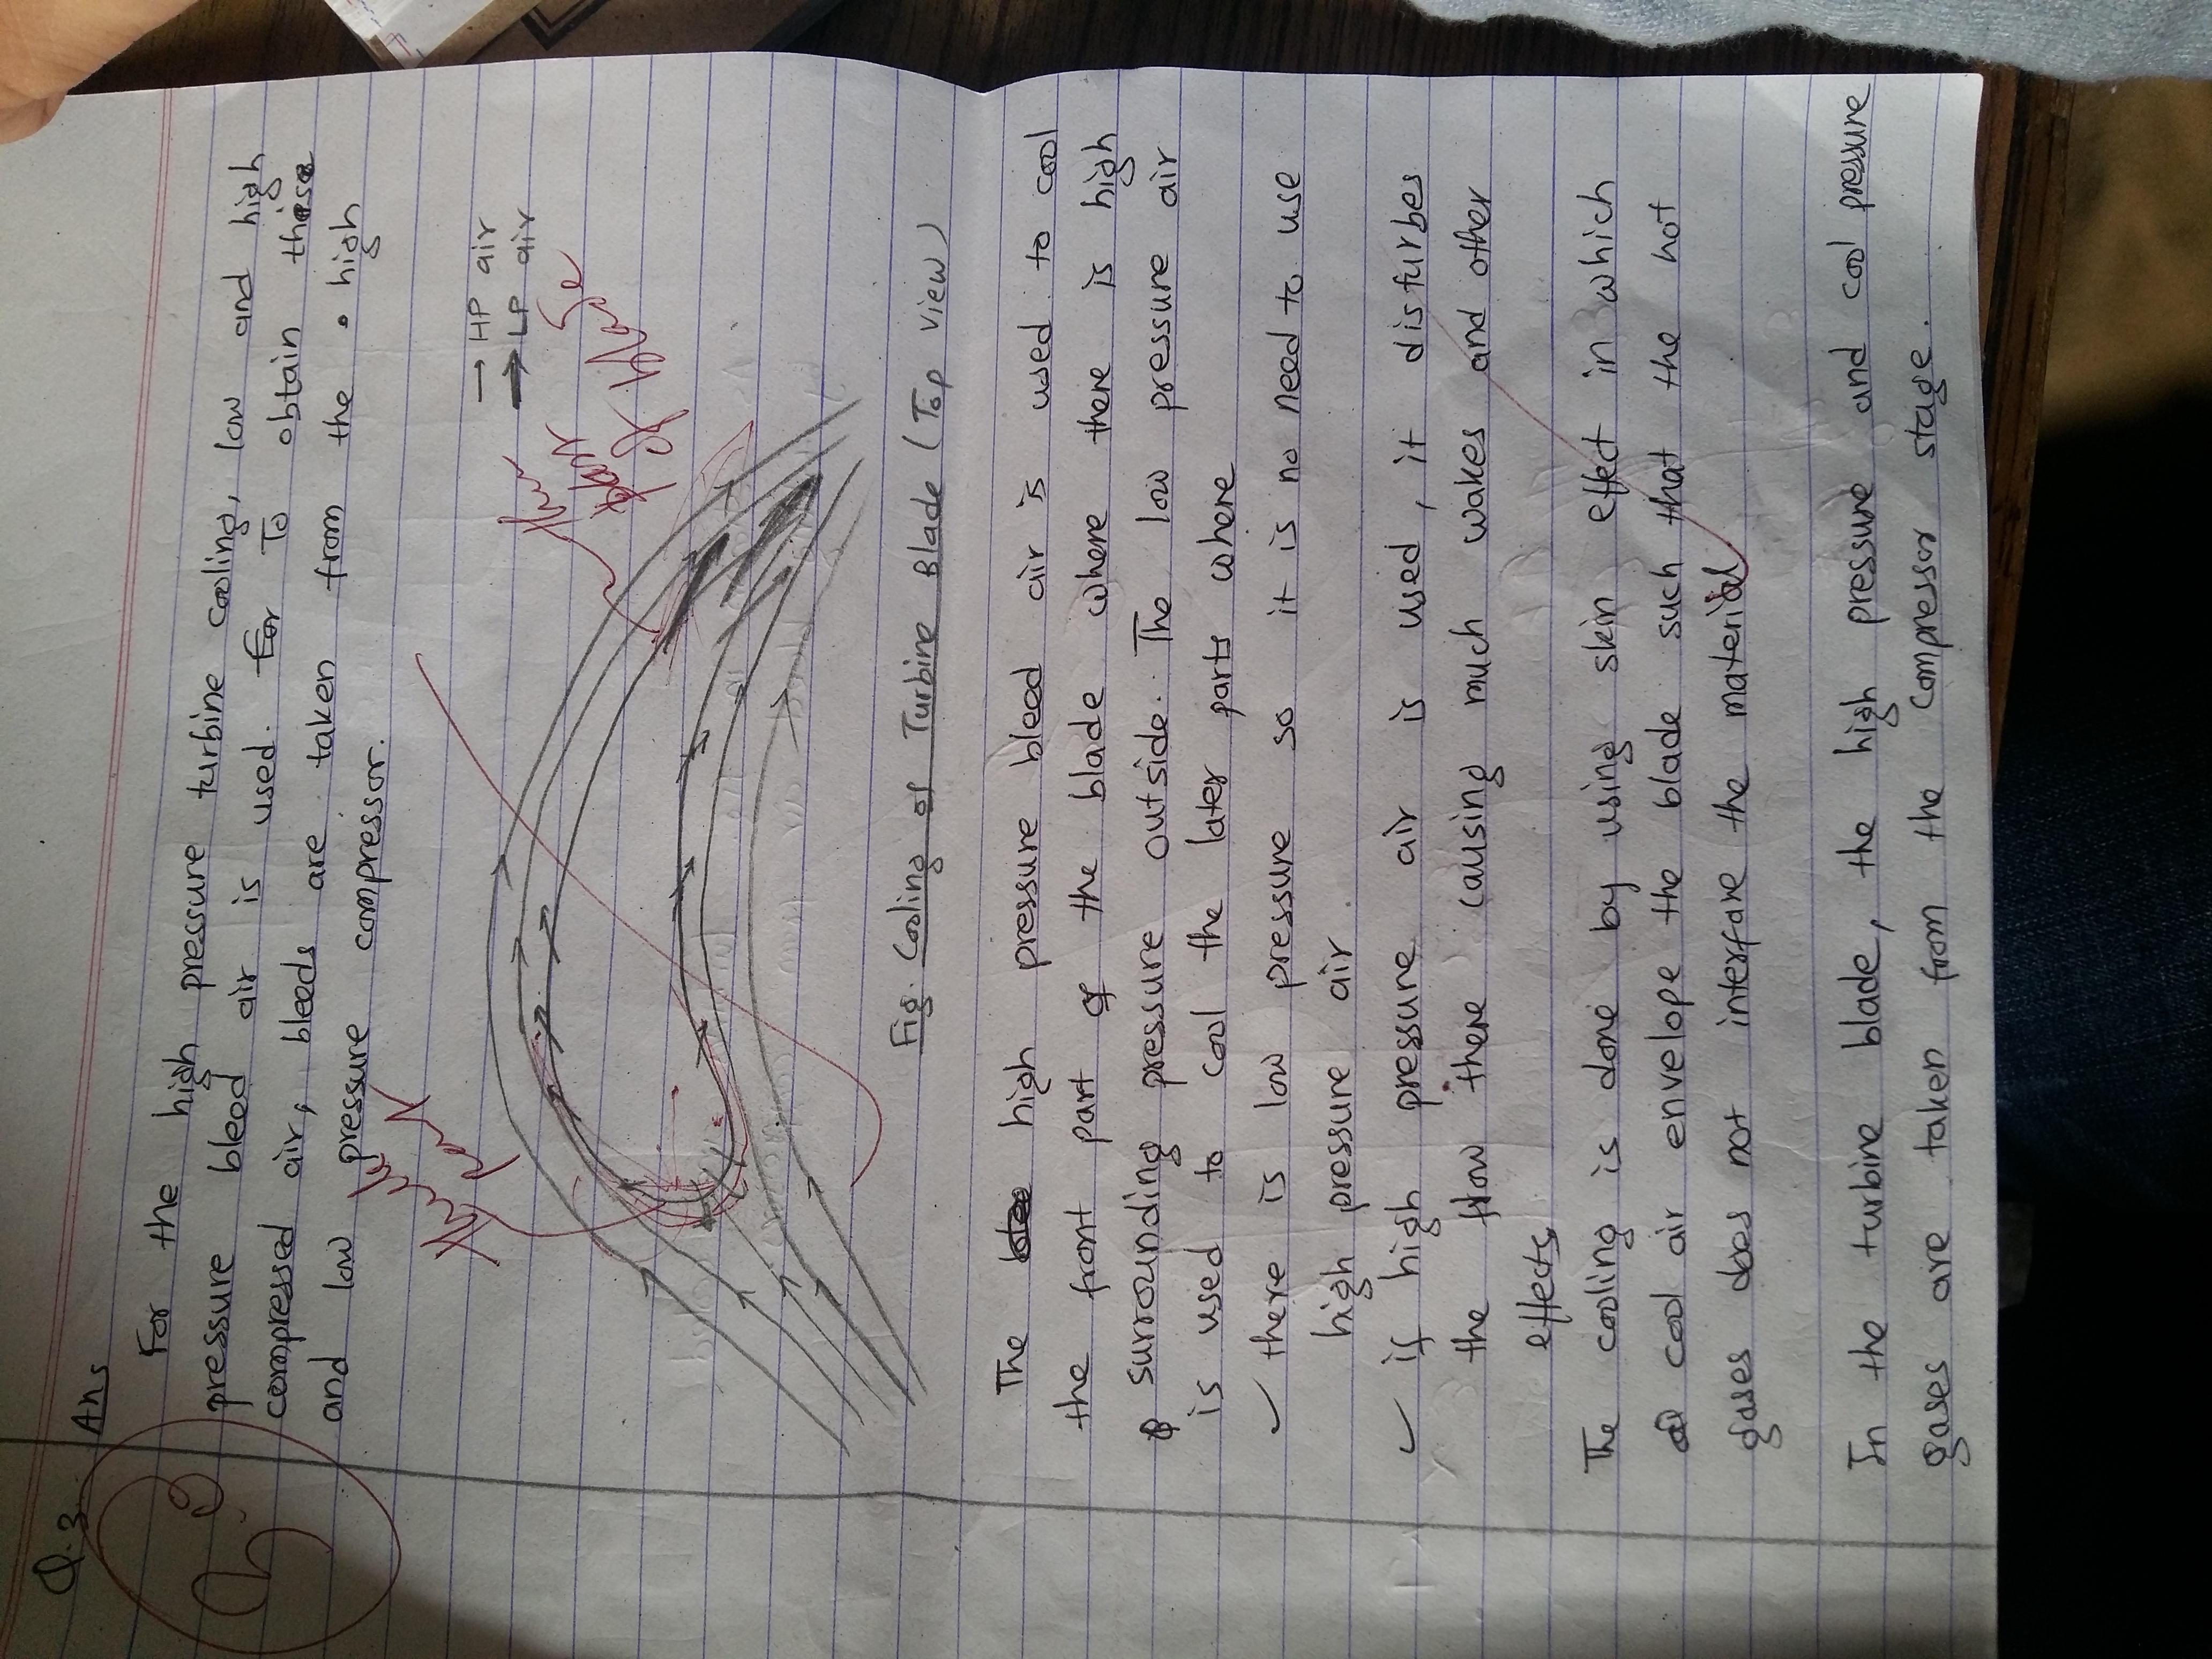 Q.3. Ans
For the high pressure turbine cooling, low and high
pressure bleed air is used. For To obtain these
compressed air, bleeds are taken from the high
and low pressure compressor.
thick
part
→ HP air
→ LP air
thin
part
of blade
Fig. Cooling of Turbine Blade (Top View)
The high pressure bleed air is used to cool
the front part of the blade where there is high
surrounding pressure outside. The low pressure air
is used to cool the later parts where
✓ there is low pressure so it is no need to use
high pressure air.
✓ if high pressure air is used, it disturbes
the flow there causing much wakes and other
effects
The cooling is done by using skin effect in which
cool air envelope the blade such that the hot
gases does not interfare the material.
In the turbine blade, the high pressure and cool pressure
gases are taken from the compressor stage.